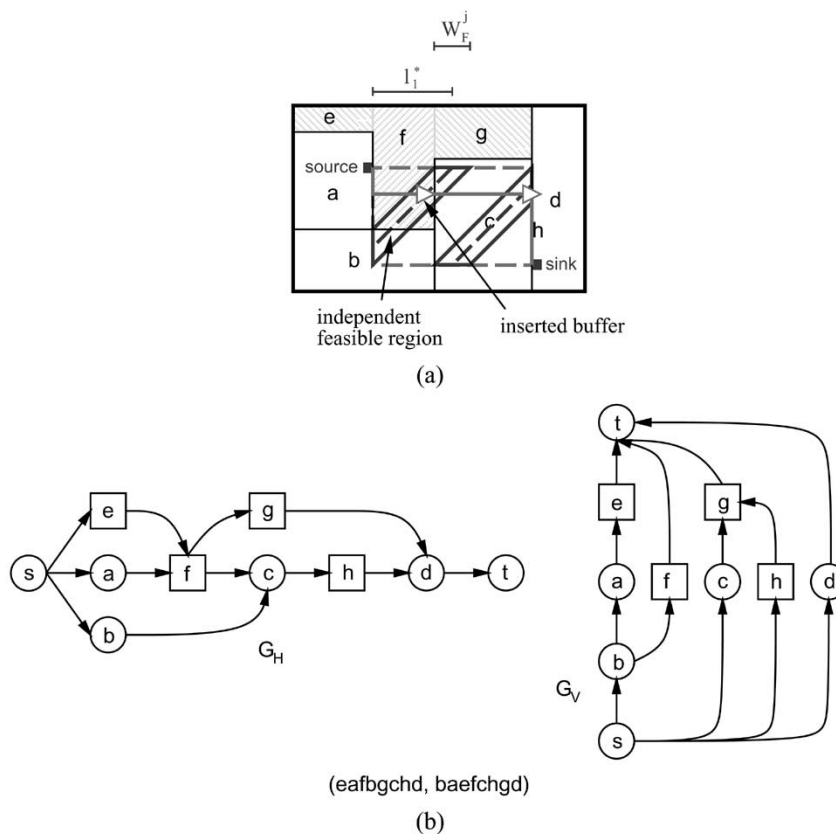 W_F^j
l_1^*
e
f
g
source
a
d
c
h
b
sink
independent
feasible region
inserted buffer
(a)
t
e
g
e
g
s
a
f
c
h
d
t
a
f
c
h
d
b
G_H
b
G_V
s
(eafbgchd, baefchgd)
(b)